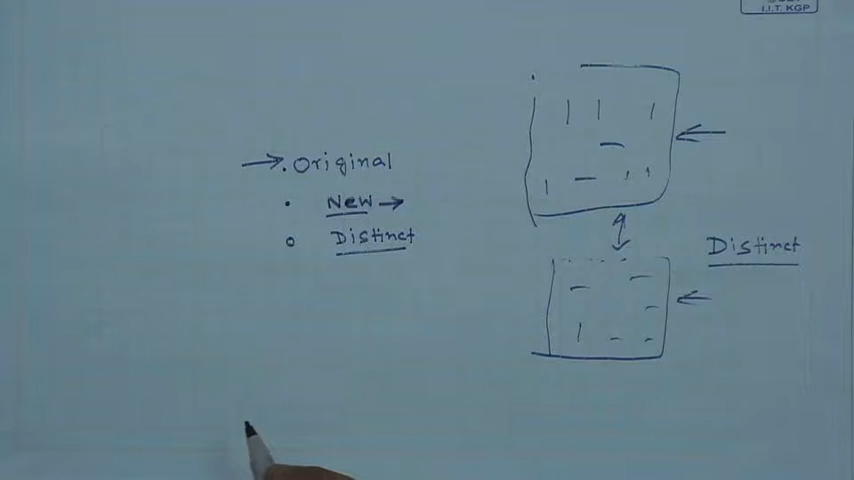 I.I.T. KGP
→ . Original
• New →
o Distinct
Distinct